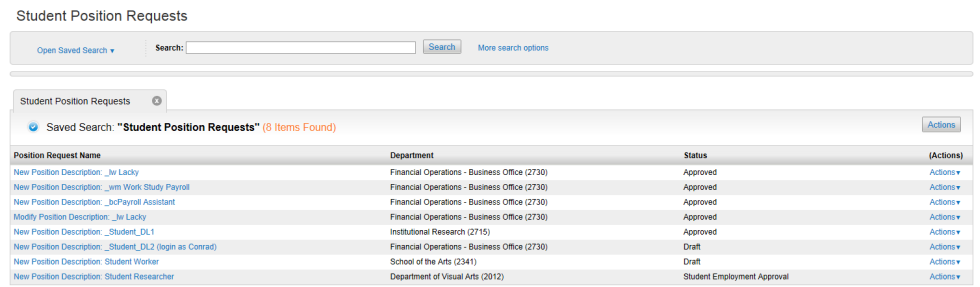 Student Position Requests
Open Saved Search ▾ Search: Search More search options
Student Position Requests x
Saved Search: "Student Position Requests" (8 Items Found) Actions
Position Request Name Department Status (Actions)
New Position Description: _lw Lacky Financial Operations - Business Office (2730) Approved Actions▾
New Position Description: _wm Work Study Payroll Financial Operations - Business Office (2730) Approved Actions▾
New Position Description: _bcPayroll Assistant Financial Operations - Business Office (2730) Approved Actions▾
Modify Position Description: _lw Lacky Financial Operations - Business Office (2730) Approved Actions▾
New Position Description: _Student_DL1 Institutional Research (2715) Approved Actions▾
New Position Description: _Student_DL2 (login as Conrad) Financial Operations - Business Office (2730) Draft Actions▾
New Position Description: Student Worker School of the Arts (2341) Draft Actions▾
New Position Description: Student Researcher Department of Visual Arts (2012) Student Employment Approval Actions▾